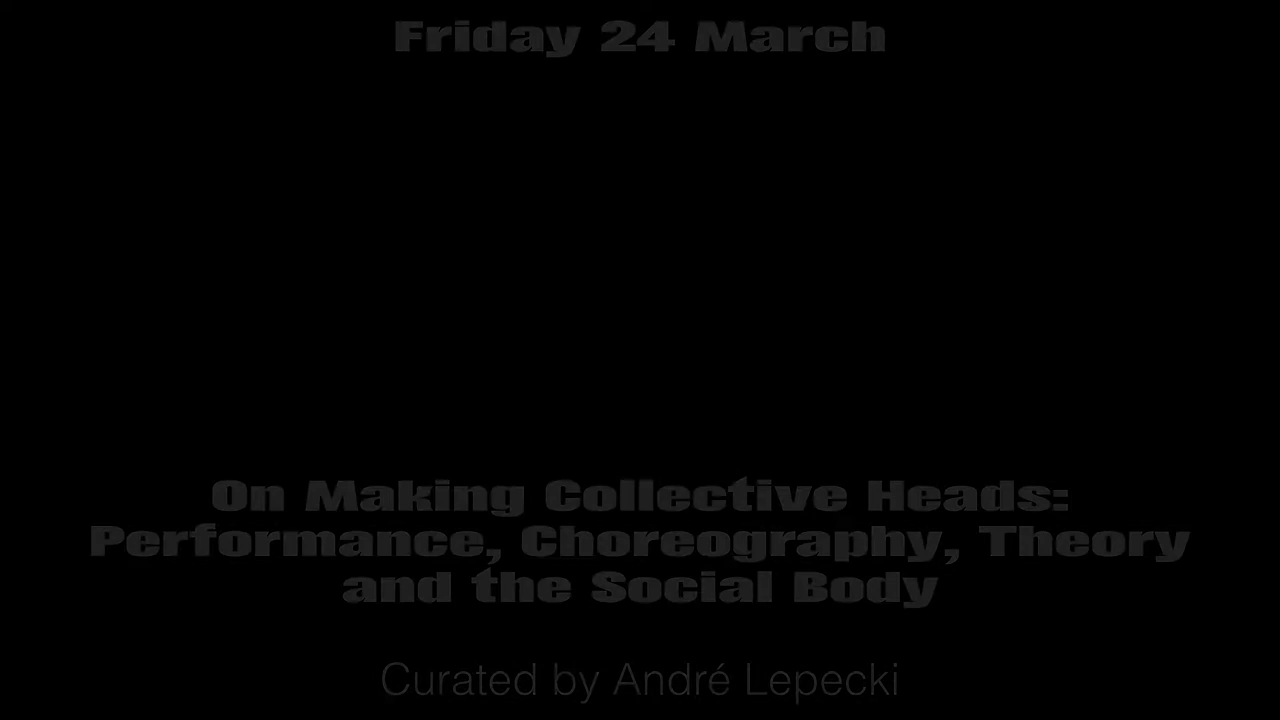 Friday 24 March
On Making Collective Heads:
Performance, Choreography, Theory
and the Social Body
Curated by André Lepecki